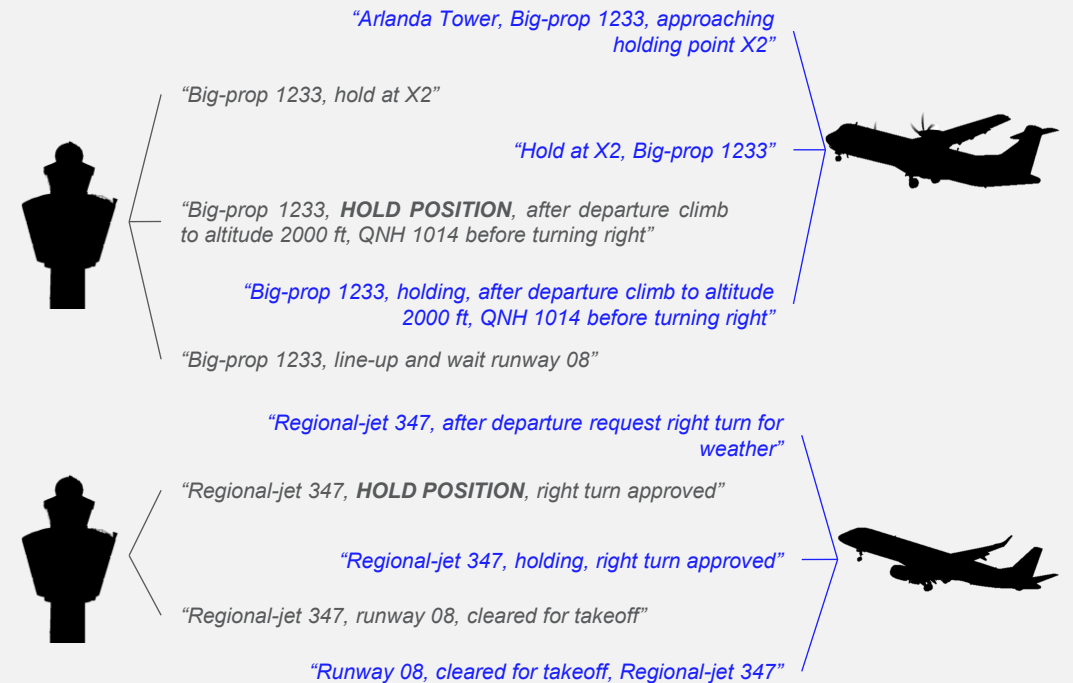 “Arlanda Tower, Big-prop 1233, approaching
holding point X2”
“Big-prop 1233, hold at X2”
“Hold at X2, Big-prop 1233”
“Big-prop 1233, HOLD POSITION, after departure climb
to altitude 2000 ft, QNH 1014 before turning right”
“Big-prop 1233, holding, after departure climb to altitude
2000 ft, QNH 1014 before turning right”
“Big-prop 1233, line-up and wait runway 08”
“Regional-jet 347, after departure request right turn for
weather”
“Regional-jet 347, HOLD POSITION, right turn approved”
“Regional-jet 347, holding, right turn approved”
“Regional-jet 347, runway 08, cleared for takeoff”
“Runway 08, cleared for takeoff, Regional-jet 347”